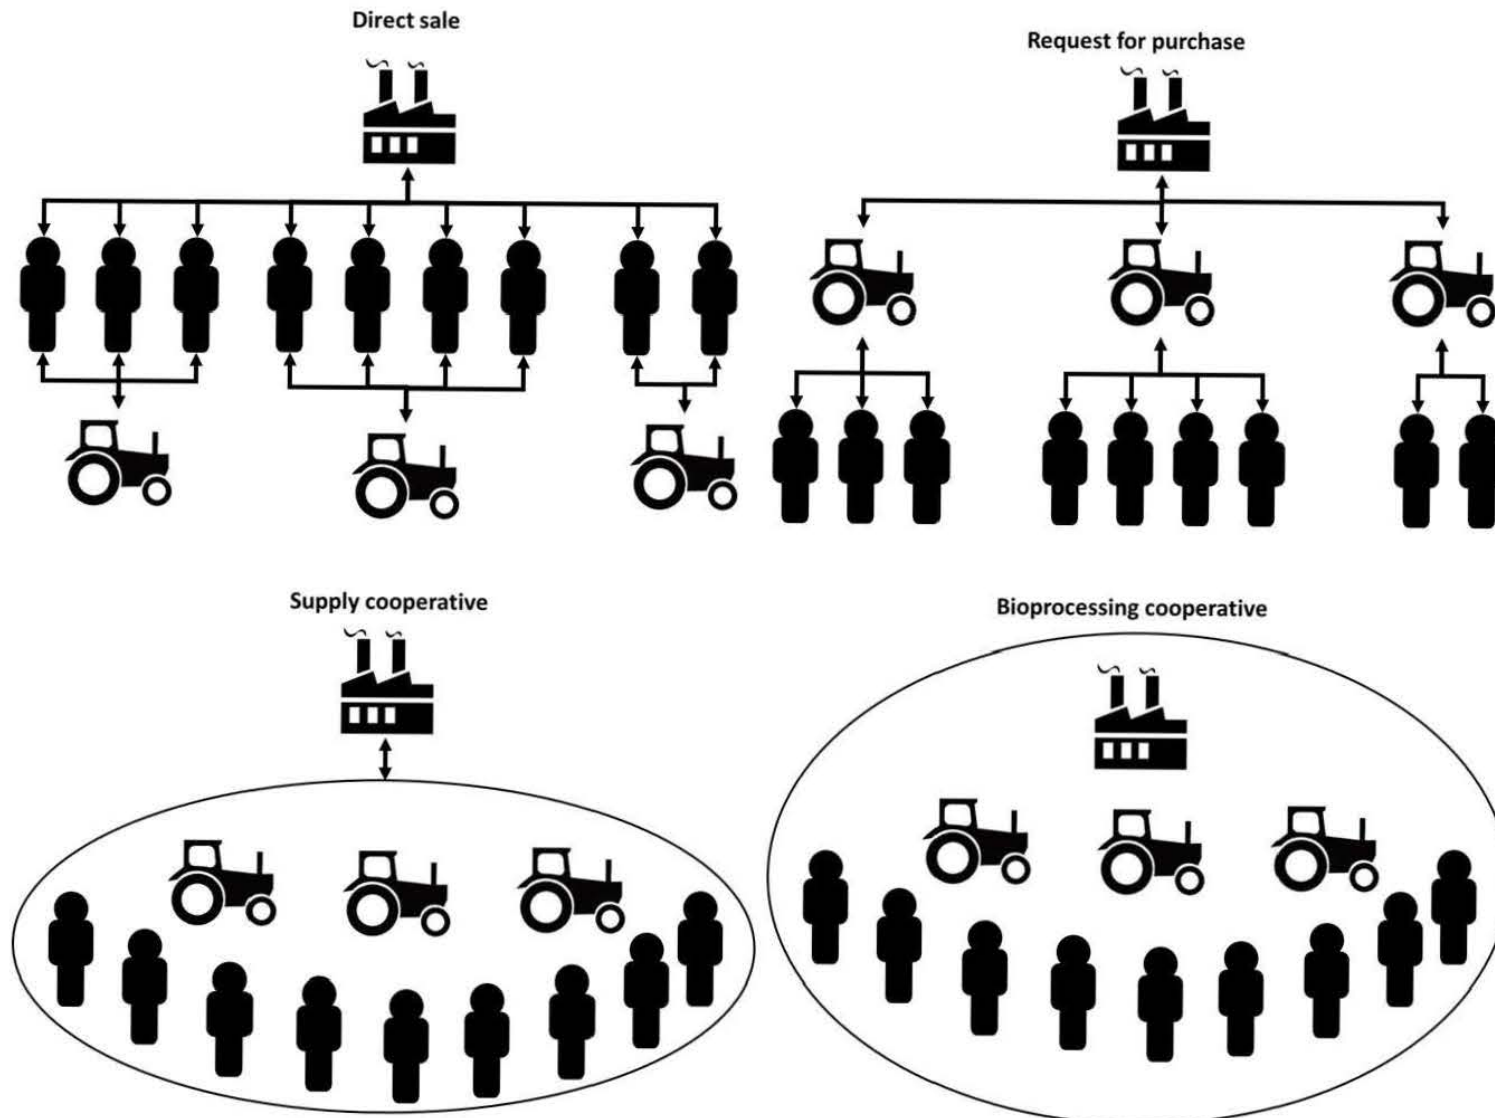 Direct sale
Request for purchase
Supply cooperative
Bioprocessing cooperative